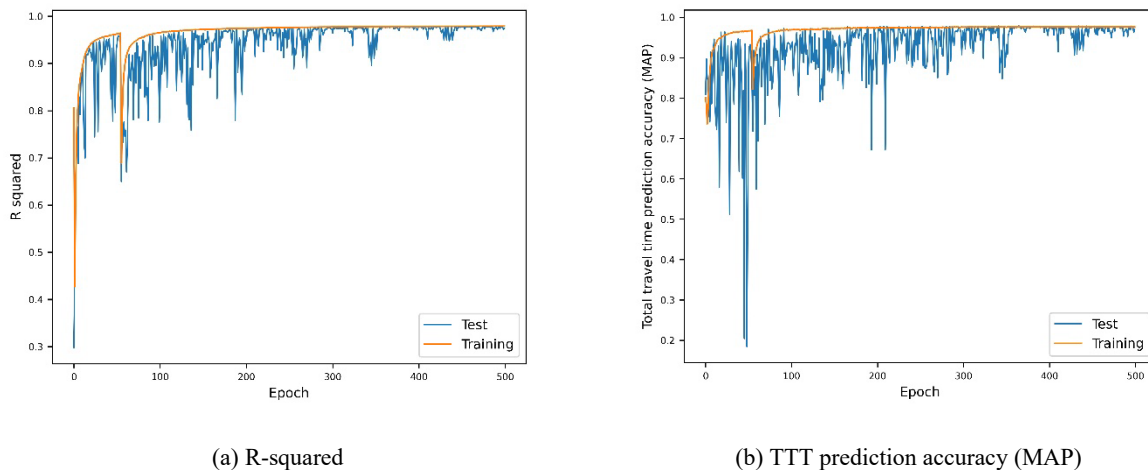 1.0
0.9
0.8
0.7
0.6
0.5
0.4
0.3
R squared
0
100
200
300
400
500
Epoch
Test
Training
(a) R-squared
1.0
0.9
0.8
0.7
0.6
0.5
0.4
0.3
0.2
Total travel time prediction accuracy (MAP)
0
100
200
300
400
500
Epoch
Test
Training
(b) TTT prediction accuracy (MAP)